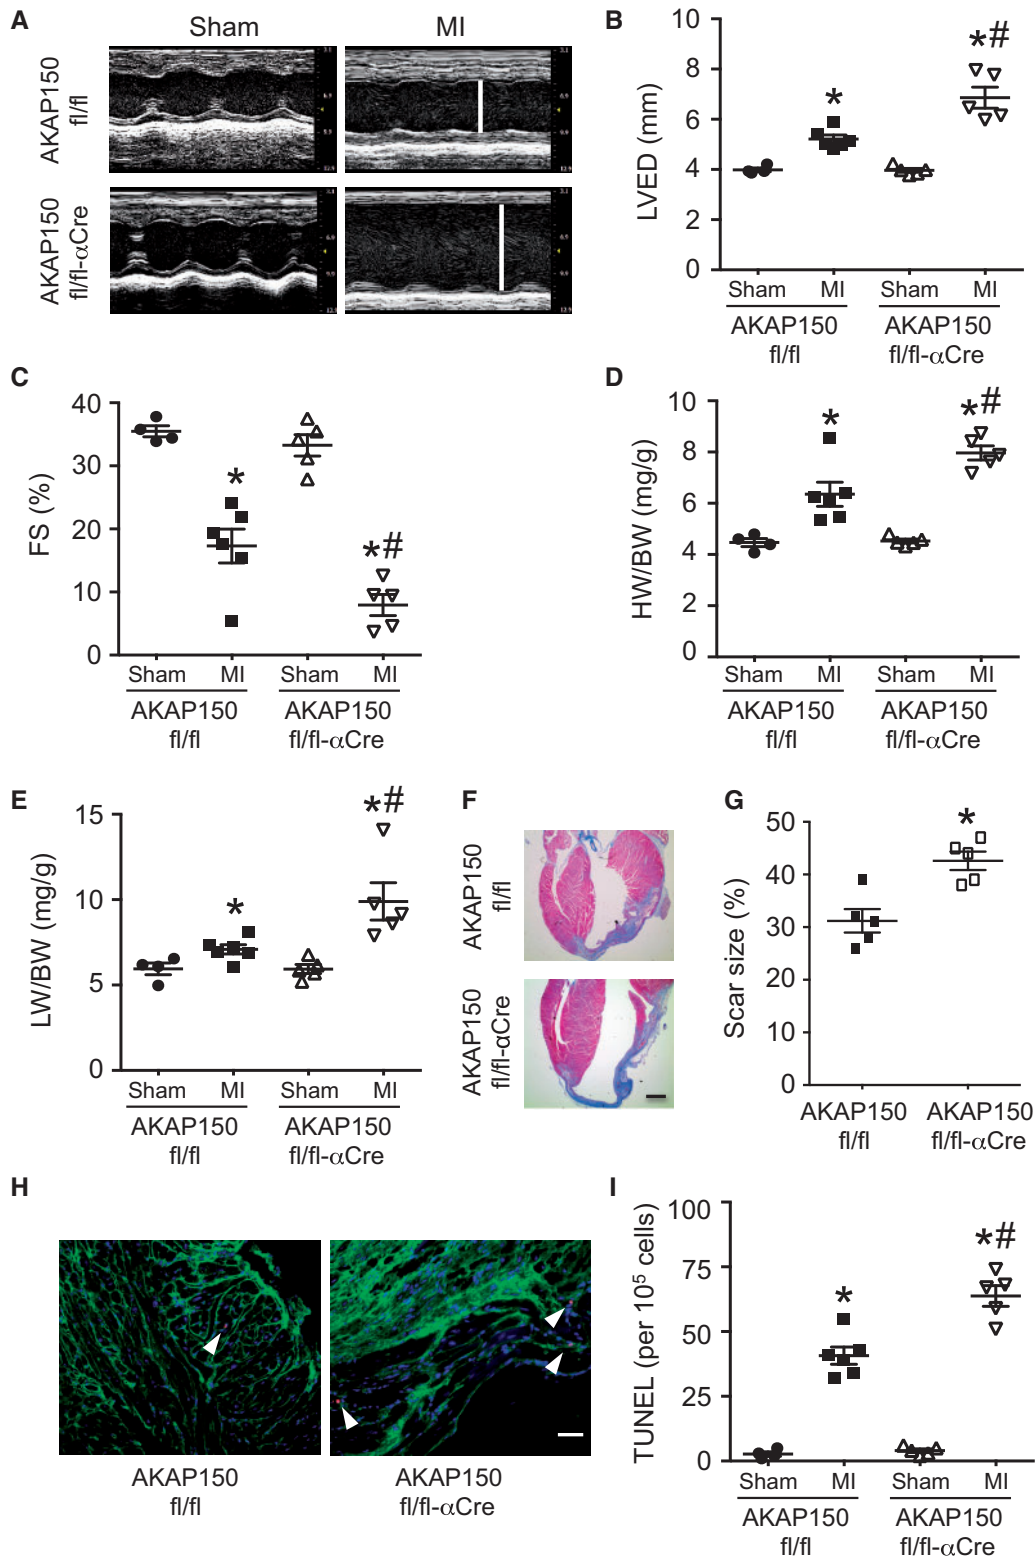 A
Sham
MI
AKAP150
fl/fl
AKAP150
fl/fl-αCre
B
LVED (mm)
10
8
6
4
2
0
*
*#
Sham
MI
Sham
MI
AKAP150
fl/fl
AKAP150
fl/fl-αCre
C
FS (%)
40
30
20
10
0
*
*#
Sham
MI
Sham
MI
AKAP150
fl/fl
AKAP150
fl/fl-αCre
D
HW/BW (mg/g)
10
8
6
4
2
0
*
*#
Sham
MI
Sham
MI
AKAP150
fl/fl
AKAP150
fl/fl-αCre
E
LW/BW (mg/g)
15
10
5
0
*
*#
Sham
MI
Sham
MI
AKAP150
fl/fl
AKAP150
fl/fl-αCre
F
AKAP150
fl/fl
AKAP150
fl/fl-αCre
G
Scar size (%)
50
40
30
20
10
0
*
AKAP150
fl/fl
AKAP150
fl/fl-αCre
H
AKAP150
fl/fl
AKAP150
fl/fl-αCre
I
TUNEL (per 10⁵ cells)
100
75
50
25
0
*
*#
Sham
MI
Sham
MI
AKAP150
fl/fl
AKAP150
fl/fl-αCre